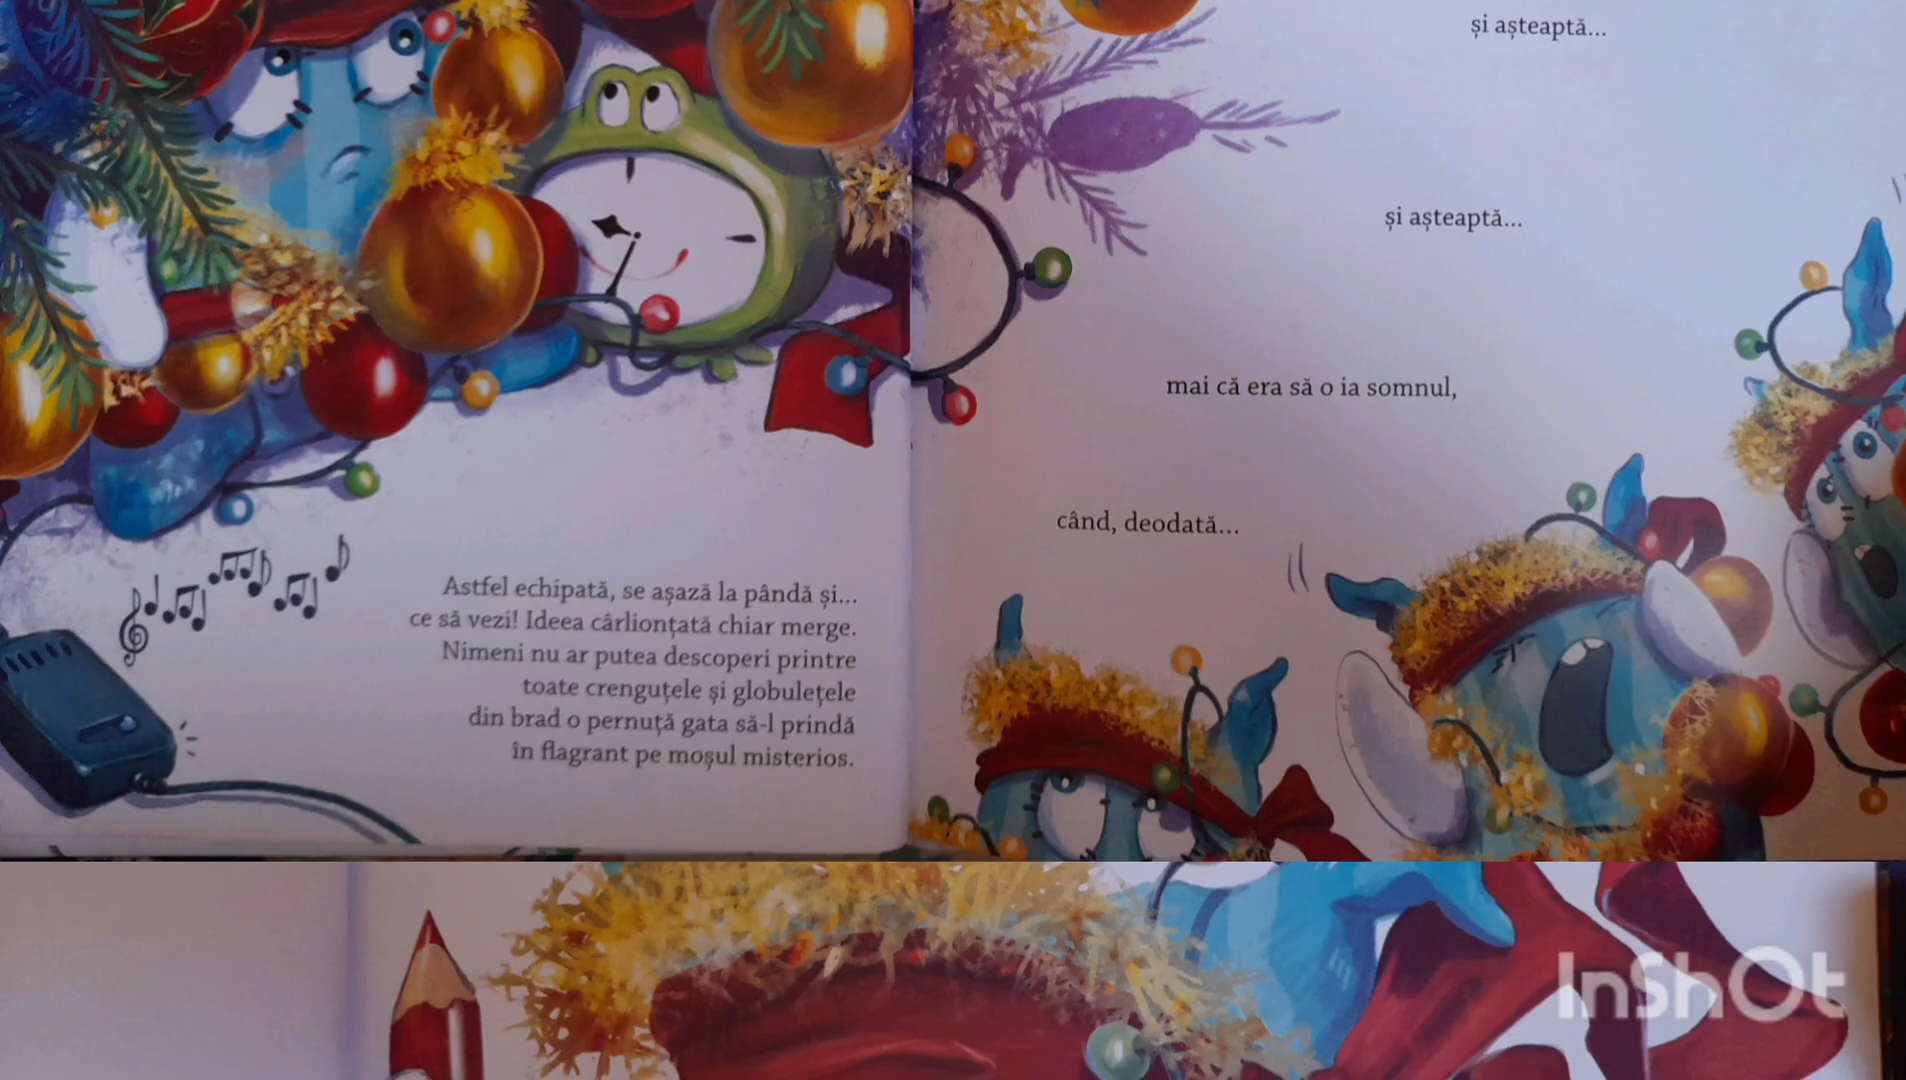 Astfel echipată, se așază la pândă și...
ce să vezi! Ideea cârlionțată chiar merge.
Nimeni nu ar putea descoperi printre
toate crenguțele și globulețele
din brad o pernuță gata să-l prindă
în flagrant pe moșul misterios.
și așteaptă...
și așteaptă...
mai că era să o ia somnul,
când, deodată...
InShOt